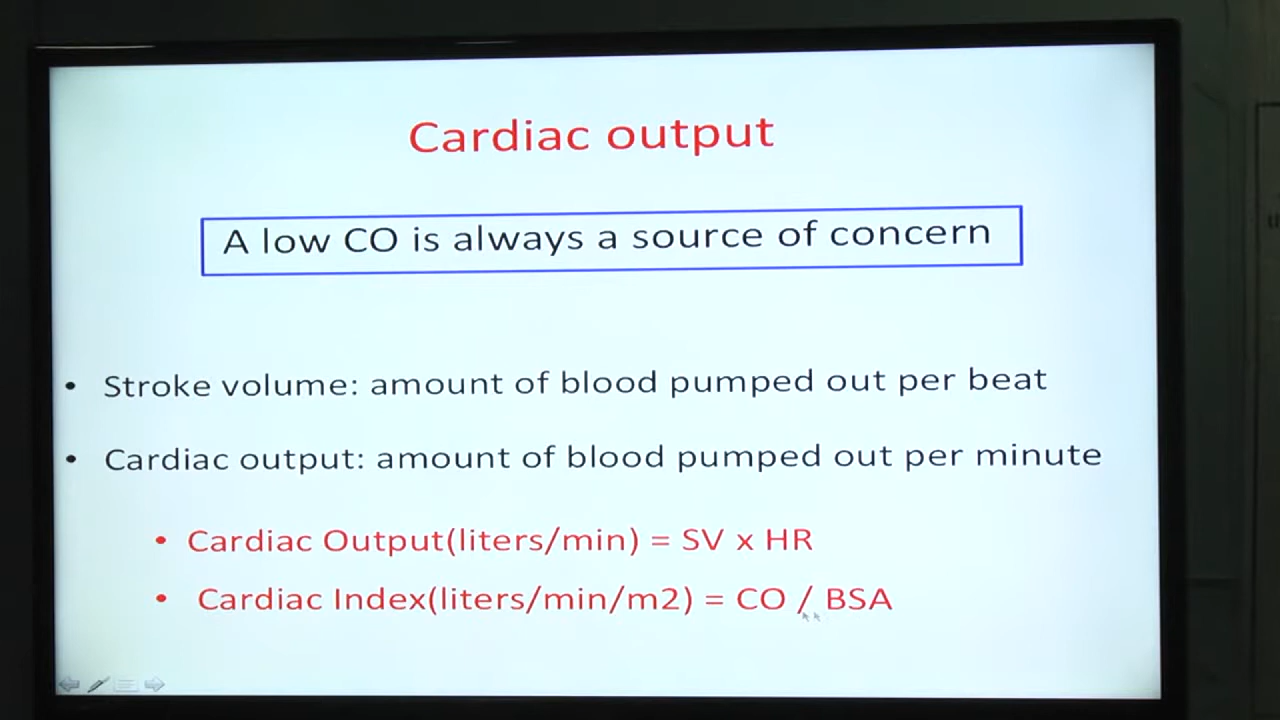 Cardiac output
A low CO is always a source of concern
• Stroke volume: amount of blood pumped out per beat
• Cardiac output: amount of blood pumped out per minute
• Cardiac Output(liters/min) = SV x HR
• Cardiac Index(liters/min/m2) = CO / BSA